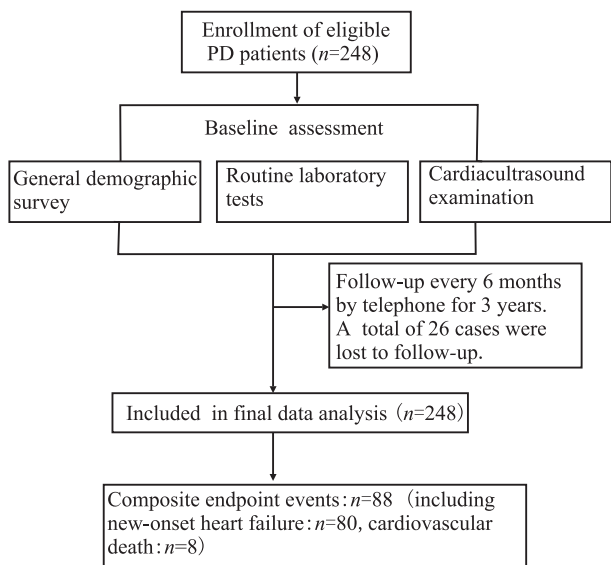 Enrollment of eligible
PD patients (n=248)
Baseline assessment
General demographic
survey
Routine laboratory
tests
Cardiacultrasound
examination
Follow-up every 6 months
by telephone for 3 years.
A total of 26 cases were
lost to follow-up.
Included in final data analysis (n=248)
Composite endpoint events: n=88 (including
new-onset heart failure: n=80, cardiovascular
death: n=8)